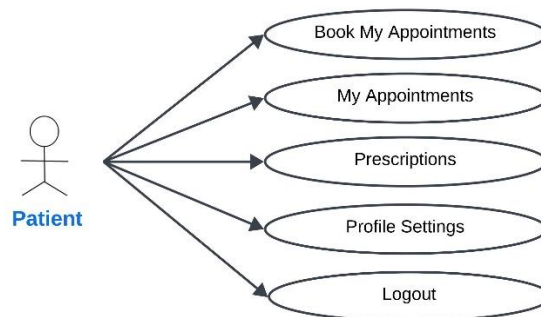 Book My Appointments
My Appointments
Prescriptions
Patient
Profile Settings
Logout